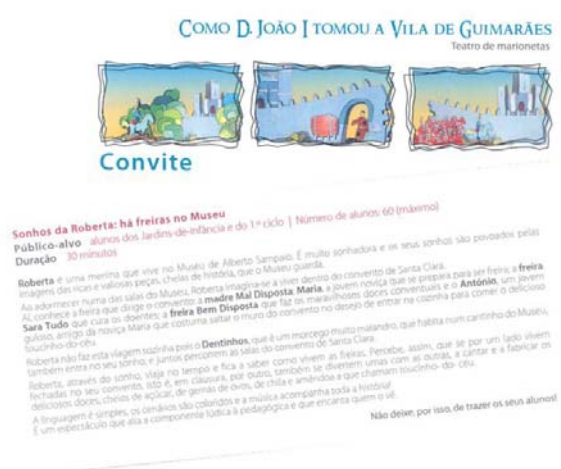 COMO D. JOÃO I TOMOU A VILA DE GUIMARÃES
Teatro de marionetas
Convite
Sonhos da Roberta: há freiras no Museu
Público-alvo alunos dos Jardins-de-infância e do 1º ciclo | Número de alunos: 60 (máximo)
Duração 30 minutos
Roberta é uma menina que vive no Museu de Alberto Sampaio. É muito sonhadora e os seus sonhos são povoados pelas
imagens das ricas e valiosas peças, cheias de história, que o Museu guarda.
Ao adormecer numa das salas do Museu, Roberta imagina-se a viver dentro do convento de Santa Clara.
Aí, conhece a freira que dirige o convento: a madre Mal Disposta, Maria, a jovem noviça que se prepara para ser freira; a freira
Sara Tudo que cura os doentes; a freira Bem Disposta que faz os maravilhosos doces conventuais e o António, um jovem
guloso, amigo da noviça Maria que costuma saltar o muro do convento no desejo de entrar na cozinha para comer o delicioso
toucinho-do-céu.
Roberta não faz esta viagem sozinha pois o Dentinhos, que é um morcego muito malandro, que habita num cantinho do Museu,
também entra no seu sonho, e juntos percorrem as salas do convento de Santa Clara.
Roberta, através do sonho, viaja no tempo e fica a saber como vivem as freiras. Percebe, assim, que se por um lado vivem
fechadas no seu convento, isto é, em clausura, por outro, também se divertem umas com as outras, a cantar e a fabricar os
deliciosos doces, cheios de açúcar, de gemas de ovos, de chila e amêndoa a que chamam toucinho- do- céu.
A linguagem é simples, os cenários são coloridos e a música acompanha toda a história!
É um espectáculo que alia a componente lúdica à pedagógica e que encanta quem o vê.
Não deixe, por isso, de trazer os seus alunos!